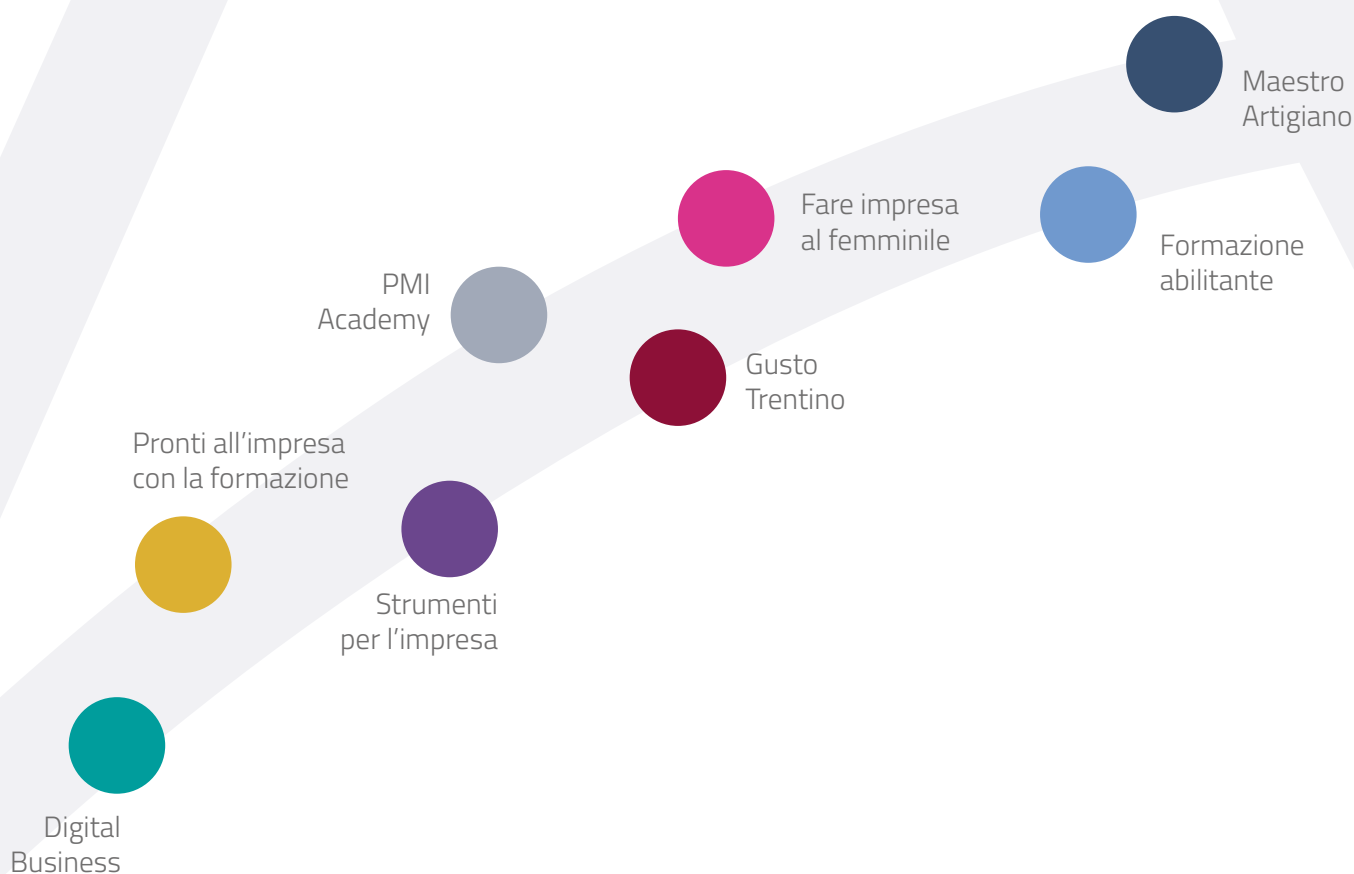 Maestro
Artigiano
Fare impresa
al femminile
Formazione
abilitante
PMI
Academy
Gusto
Trentino
Pronti all’impresa
con la formazione
Strumenti
per l’impresa
Digital
Business